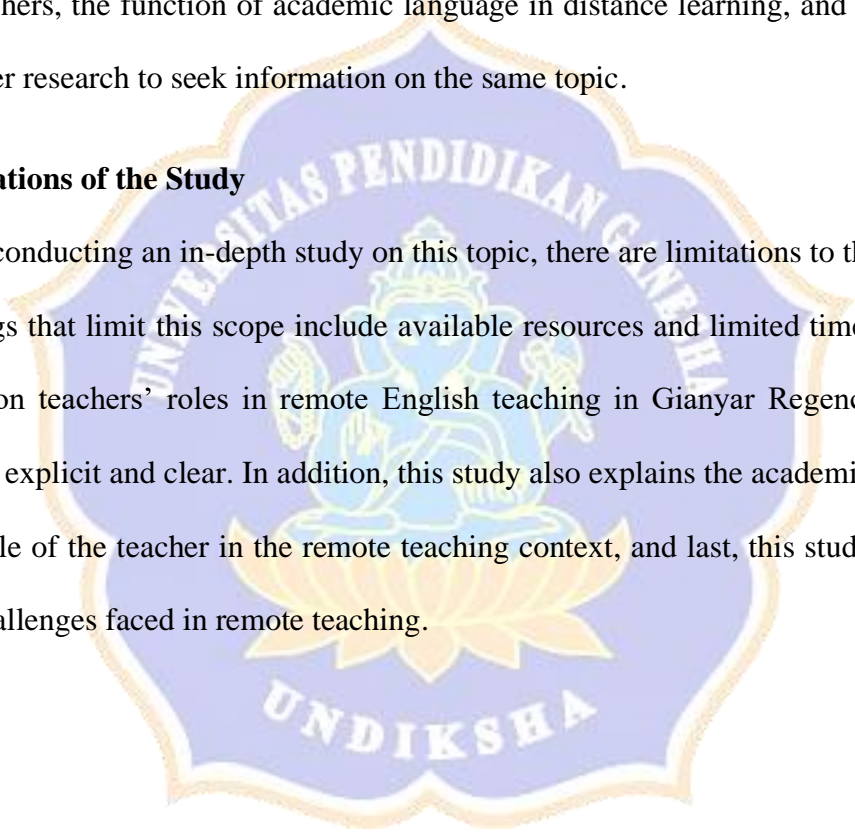 hers, the function of academic language in distance learning, and
er research to seek information on the same topic.
ations of the Study
conducting an in-depth study on this topic, there are limitations to th
gs that limit this scope include available resources and limited time
on teachers’ roles in remote English teaching in Gianyar Regenc
explicit and clear. In addition, this study also explains the academi
le of the teacher in the remote teaching context, and last, this stud
allenges faced in remote teaching.
UNIVERSITAS PENDIDIKAN GANESHA
UNDIKSHA